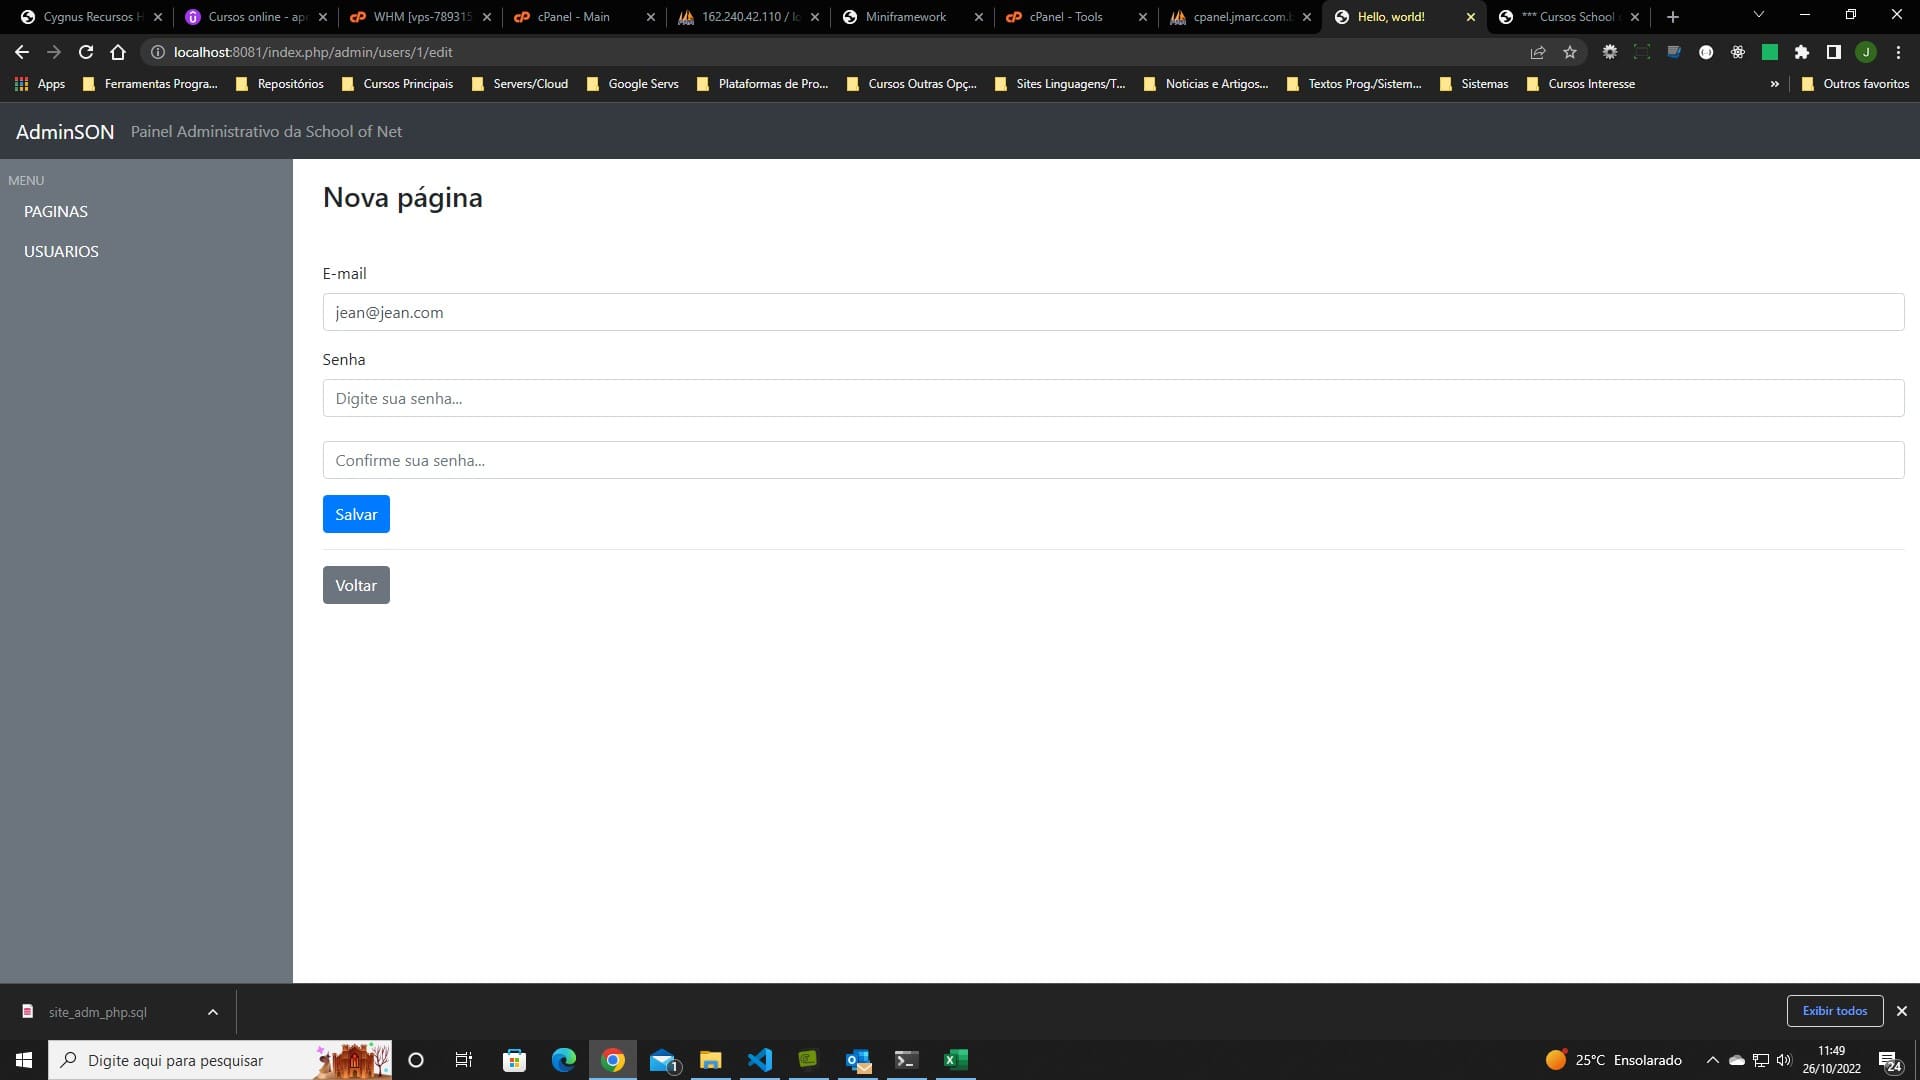 Cygnus Recursos H
Cursos online - apr
WHM [vps-789315
cPanel - Main
162.240.42.110 / lo
Miniframework
cPanel - Tools
cpanel.jmarc.com.b
Hello, world!
*** Cursos School
localhost:8081/index.php/admin/users/1/edit
J
Apps
Ferramentas Progra...
Repositórios
Cursos Principais
Servers/Cloud
Google Servs
Plataformas de Pro...
Cursos Outras Opç...
Sites Linguagens/T...
Noticias e Artigos...
Textos Prog./Sistem...
Sistemas
Cursos Interesse
»
Outros favoritos
AdminSON Painel Administrativo da School of Net
MENU
PAGINAS
USUARIOS
Nova página
E-mail
jean@jean.com
Senha
Digite sua senha...
Confirme sua senha...
Salvar
Voltar
site_adm_php.sql
Exibir todos
Digite aqui para pesquisar
1
25°C Ensolarado
11:49
26/10/2022
24